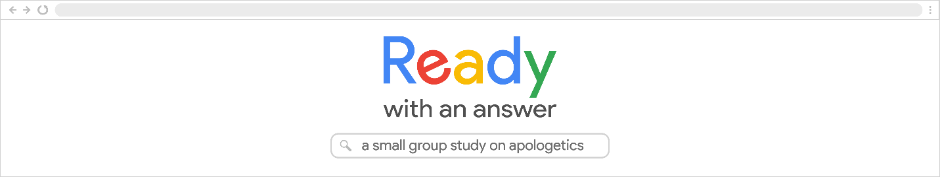 Ready
with an answer
a small group study on apologetics